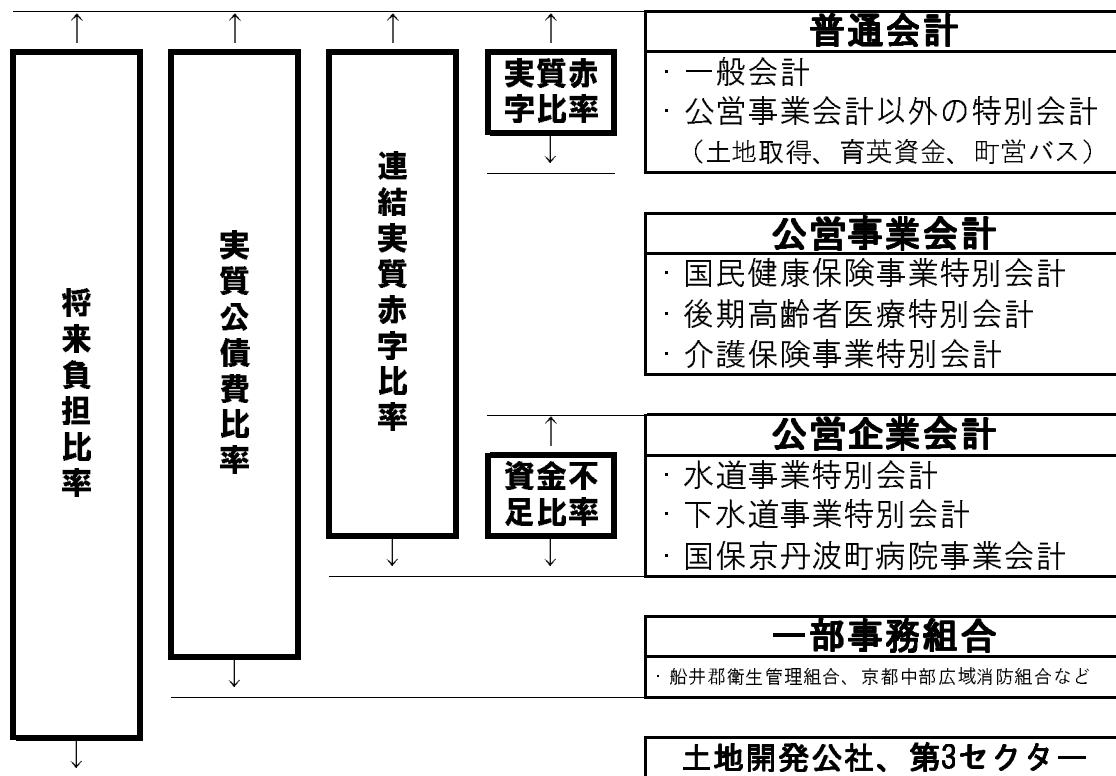 将来負担比率
実質公債費比率
連結実質赤字比率
実質赤
字比率
資金不
足比率
普通会計
・一般会計
・公営事業会計以外の特別会計
（土地取得、育英資金、町営バス）
公営事業会計
・国民健康保険事業特別会計
・後期高齢者医療特別会計
・介護保険事業特別会計
公営企業会計
・水道事業特別会計
・下水道事業特別会計
・国保京丹波町病院事業会計
一部事務組合
・船井郡衛生管理組合、京都中部広域消防組合など
土地開発公社、第3セクター